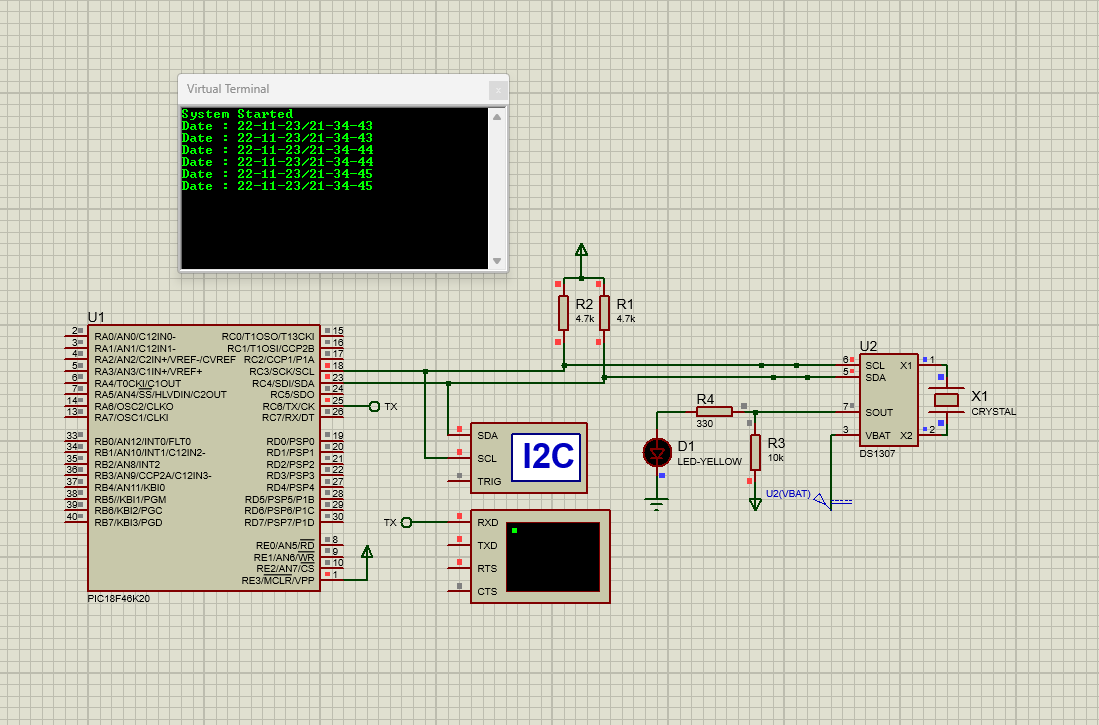 Virtual Terminal
x
System Started
Date : 22-11-23/21-34-43
Date : 22-11-23/21-34-43
Date : 22-11-23/21-34-44
Date : 22-11-23/21-34-44
Date : 22-11-23/21-34-45
Date : 22-11-23/21-34-45
R2
4.7k
R1
4.7k
U1
2 RA0/AN0/C12IN0- RC0/T1OSO/T13CKI 15
3 RA1/AN1/C12IN1- RC1/T1OSI/CCP2B 16
4 RA2/AN2/C2IN+/VREF-/CVREF RC2/CCP1/P1A 17
5 RA3/AN3/C1IN+/VREF+ RC3/SCK/SCL 18
6 RA4/T0CKI/C1OUT RC4/SDI/SDA 23
7 RA5/AN4/SS/HLVDIN/C2OUT RC5/SDO 24
14 RA6/OSC2/CLKO RC6/TX/CK 25
13 RA7/OSC1/CLKI RC7/RX/DT 26
33 RB0/AN12/INT0/FLT0 RD0/PSP0 19
34 RB1/AN10/INT1/C12IN2- RD1/PSP1 20
35 RB2/AN8/INT2 RD2/PSP2 21
36 RB3/AN9/CCP2A/C12IN3- RD3/PSP3 22
37 RB4/AN11/KBI0 RD4/PSP4 27
38 RB5//KBI1/PGM RD5/PSP5/P1B 28
39 RB6/KBI2/PGC RD6/PSP6/P1C 29
40 RB7/KBI3/PGD RD7/PSP7/P1D 30
RE0/AN5/RD 8
RE1/AN6/WR 9
RE2/AN7/CS 10
RE3/MCLR/VPP 1
PIC18F46K20
TX
SDA
SCL
TRIG
I2C
TX
RXD
TXD
RTS
CTS
R4
330
D1
LED-YELLOW
R3
10k
U2(VBAT)
U2
6 SCL X1 1
5 SDA
7 SOUT
3 VBAT X2 2
DS1307
X1
CRYSTAL